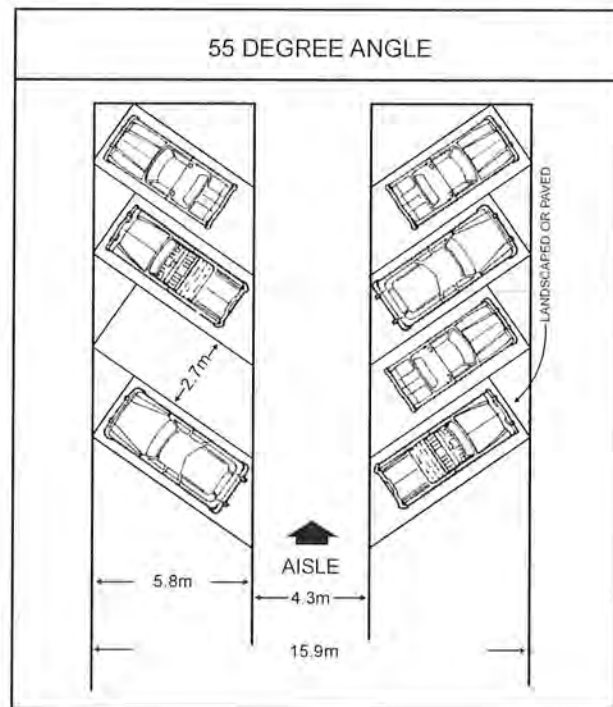 55 DEGREE ANGLE
LANDSCAPED OR PAVED
2.7m
AISLE
5.8m
4.3m
15.9m